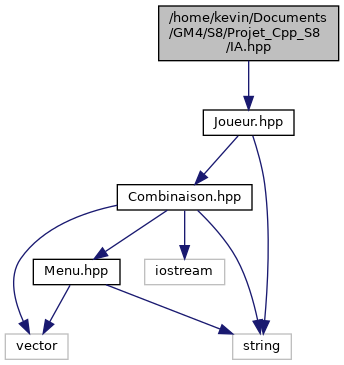 /home/kevin/Documents
/GM4/S8/Projet_Cpp_S8
/IA.hpp
Joueur.hpp
Combinaison.hpp
Menu.hpp
iostream
vector
string